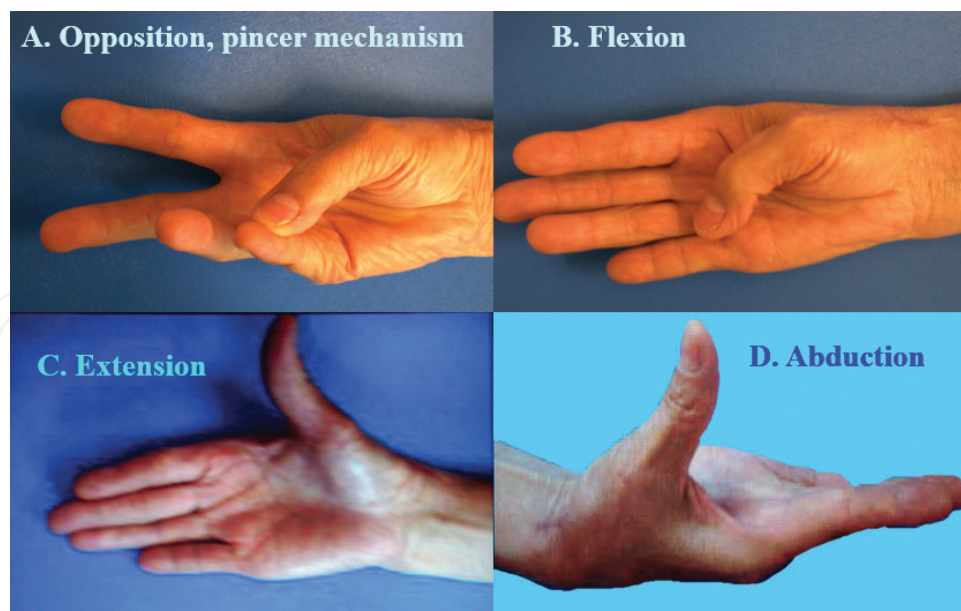 A. Opposition, pincer mechanism
B. Flexion
C. Extension
D. Abduction